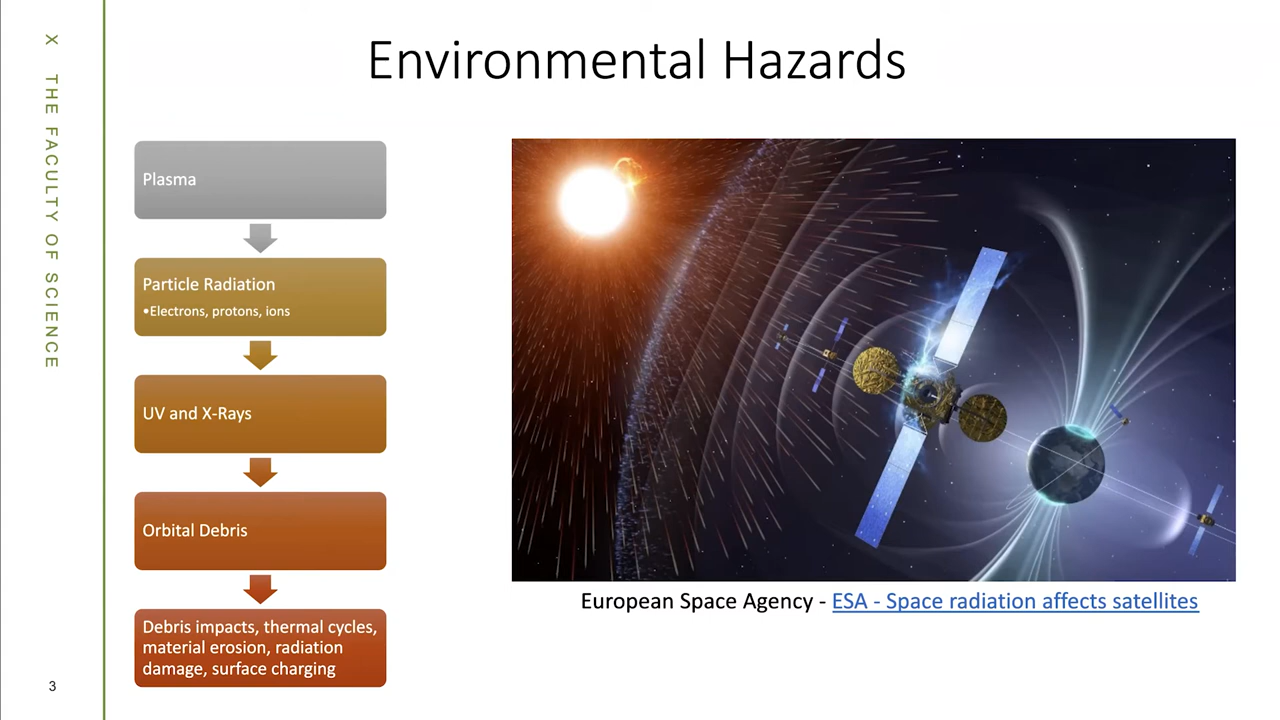 Environmental Hazards
X THE FACULTY OF SCIENCE
Plasma
Particle Radiation
•Electrons, protons, ions
UV and X-Rays
Orbital Debris
Debris impacts, thermal cycles,
material erosion, radiation
damage, surface charging
European Space Agency - ESA - Space radiation affects satellites
3